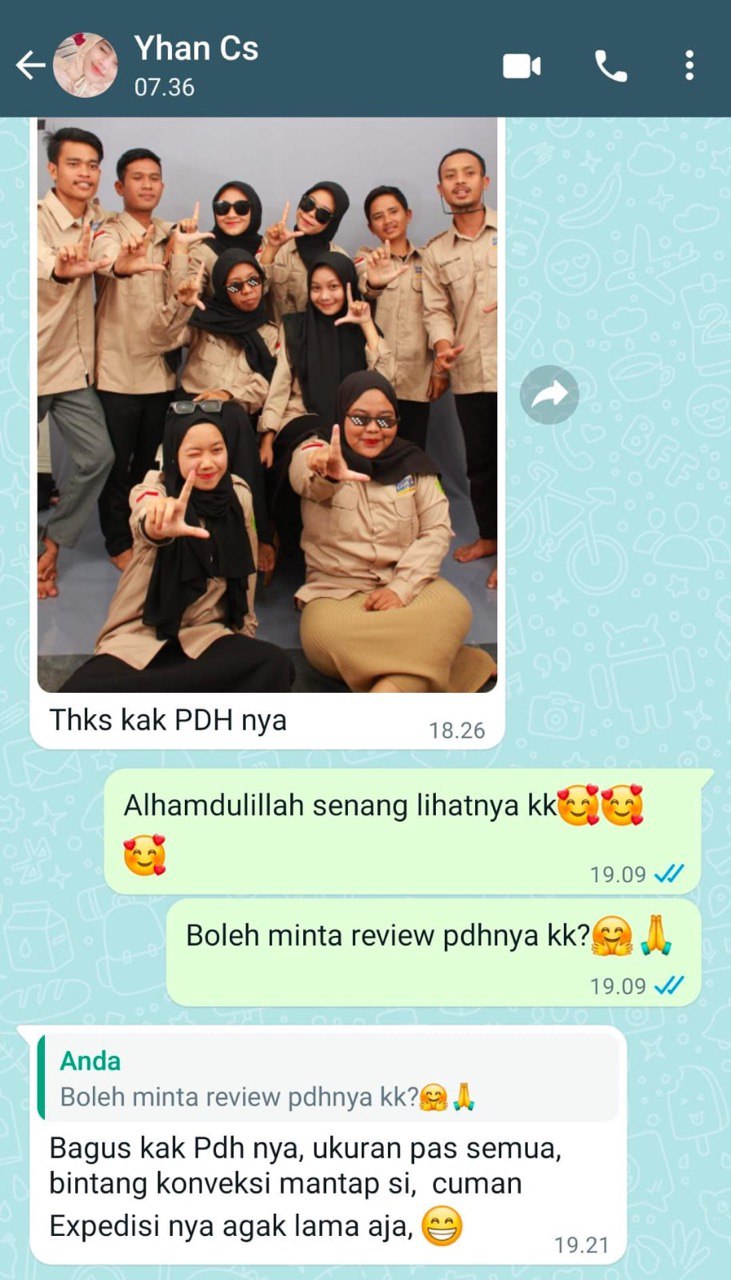 Yhan Cs
07.36
Thks kak PDH nya
18.26
Alhamdulillah senang lihatnya kk🥰🥰
🥰
19.09
Boleh minta review pdhnya kk?🤗🙏
19.09
Anda
Boleh minta review pdhnya kk?🤗🙏
Bagus kak Pdh nya, ukuran pas semua,
bintang konveksi mantap si, cuman
Expedisi nya agak lama aja, 😁
19.21